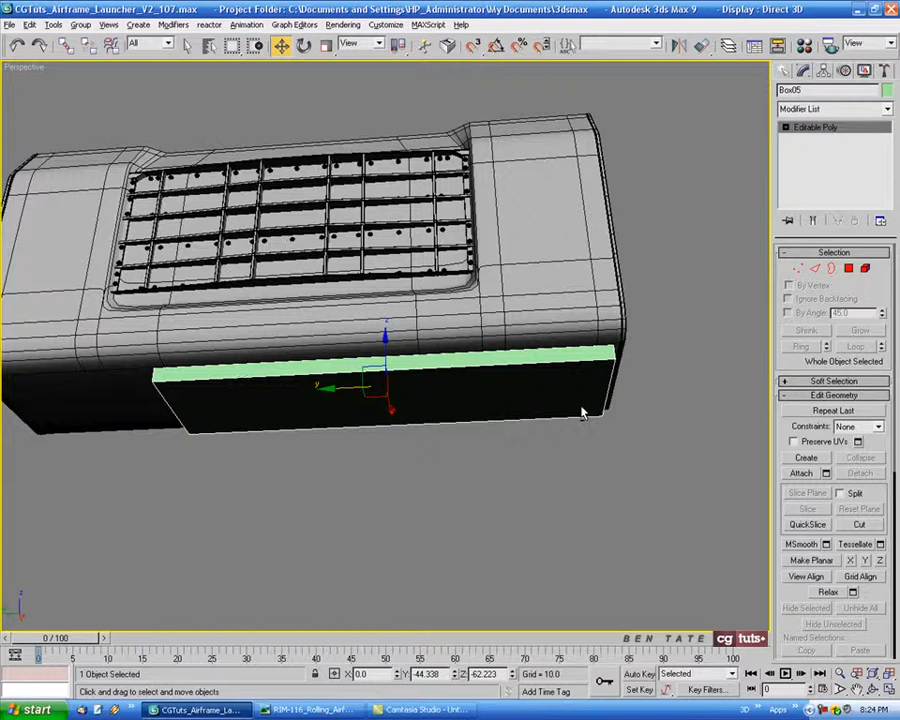 CGTuts_Airframe_Launcher_V2_107.max - Project Folder: C:\Documents and Settings\HP_Administrator\My Documents\3dsmax - Autodesk 3ds Max 9 - Display : Direct 3D
File Edit Tools Group Views Create Modifiers reactor Animation Graph Editors Rendering Customize MAXScript Help
All View View
Perspective
Box05
Modifier List
Editable Poly
Selection
By Vertex
Ignore Backfacing
By Angle: 45.0
Shrink Grow
Ring Loop
Whole Object Selected
Soft Selection
Edit Geometry
Repeat Last
Constraints: None
Preserve UVs
Create Collapse
Attach Detach
Slice Plane Split
Slice Reset Plane
QuickSlice Cut
MSmooth Tessellate
Make Planar X Y Z
View Align Grid Align
Relax
Hide Selected Unhide All
Hide Unselected
Named Selections:
Copy Paste
z
y
z
0 / 100
BEN TATE cg tuts+
0 5 10 15 20 25 30 35 40 45 50 55 60 65 70 75 80 85 90 95 100
1 Object Selected X: 0.0 Y: -44.338 Z: -62.223 Grid = 10.0 Auto Key Selected
Click and drag to select and move objects Add Time Tag Set Key Key Filters... 0
start CGTuts_Airframe_La... RIM-116_Rolling_Airf... Camtasia Studio - Unt... 3D Apps 8:24 PM